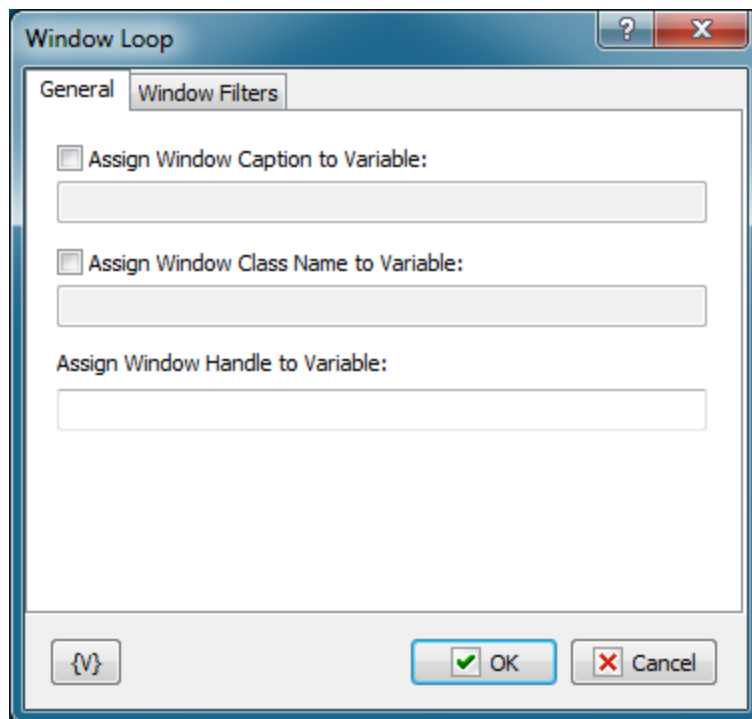 Window Loop
?
General
Window Filters
Assign Window Caption to Variable:
Assign Window Class Name to Variable:
Assign Window Handle to Variable:
{V}
OK
Cancel